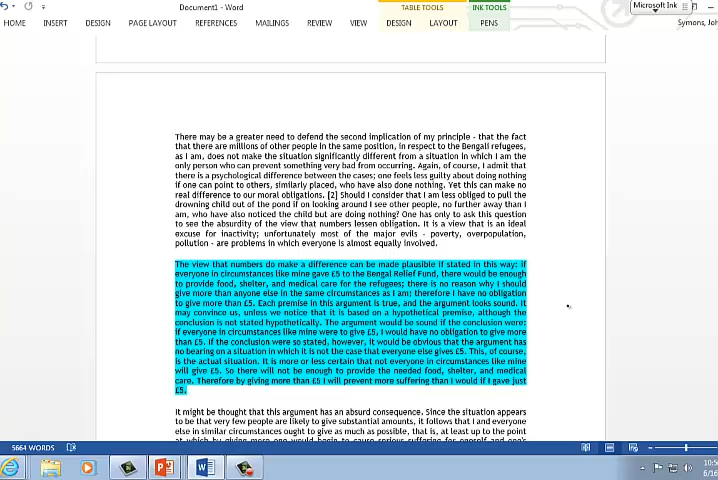 Document1 - Word
TABLE TOOLS
INK TOOLS
Microsoft Ink
HOME INSERT DESIGN PAGE LAYOUT REFERENCES MAILINGS REVIEW VIEW DESIGN LAYOUT PENS
Symons, Joh
There may be a greater need to defend the second implication of my principle - that the fact
that there are millions of other people in the same position, in respect to the Bengali refugees,
as I am, does not make the situation significantly different from a situation in which I am the
only person who can prevent something very bad from occurring. Again, of course, I admit that
there is a psychological difference between the cases; one feels less guilty about doing nothing
if one can point to others, similarly placed, who have also done nothing. Yet this can make no
real difference to our moral obligations. [2] Should I consider that I am less obliged to pull the
drowning child out of the pond if on looking around I see other people, no further away than I
am, who have also noticed the child but are doing nothing? One has only to ask this question
to see the absurdity of the view that numbers lessen obligation. It is a view that is an ideal
excuse for inactivity; unfortunately most of the major evils - poverty, overpopulation,
pollution - are problems in which everyone is almost equally involved.
The view that numbers do make a difference can be made plausible if stated in this way: if
everyone in circumstances like mine gave £5 to the Bengal Relief Fund, there would be enough
to provide food, shelter, and medical care for the refugees; there is no reason why I should
give more than anyone else in the same circumstances as I am; therefore I have no obligation
to give more than £5. Each premise in this argument is true, and the argument looks sound. It
may convince us, unless we notice that it is based on a hypothetical premise, although the
conclusion is not stated hypothetically. The argument would be sound if the conclusion were:
if everyone in circumstances like mine were to give £5, I would have no obligation to give more
than £5. If the conclusion were so stated, however, it would be obvious that the argument has
no bearing on a situation in which it is not the case that everyone else gives £5. This, of course,
is the actual situation. It is more or less certain that not everyone in circumstances like mine
will give £5. So there will not be enough to provide the needed food, shelter, and medical
care. Therefore by giving more than £5 I will prevent more suffering than I would if I gave just
£5.
It might be thought that this argument has an absurd consequence. Since the situation appears
to be that very few people are likely to give substantial amounts, it follows that I and everyone
else in similar circumstances ought to give as much as possible, that is, at least up to the point
at which by giving more one would begin to cause serious suffering for oneself and one's
5664 WORDS
10:5
6/16